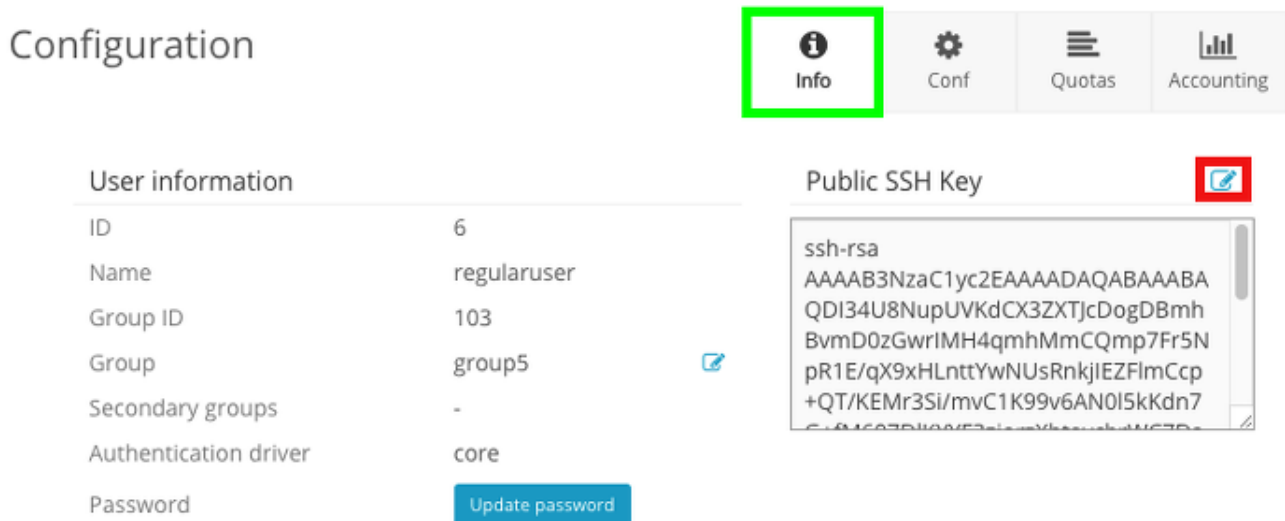 Configuration
Info
Conf
Quotas
Accounting
User information
ID 6
Name regularuser
Group ID 103
Group group5
Secondary groups -
Authentication driver core
Password Update password
Public SSH Key
ssh-rsa
AAAAB3NzaC1yc2EAAAADAQABAAABA
QDI34U8NupUVKdCX3ZXTJcDogDBmh
BvmD0zGwrIMH4qmhMmCQmp7Fr5N
pR1E/qX9xHLnttYwNUsRnkjIEZFlmCcp
+QT/KEMr3Si/mvC1K99v6AN0l5kKdn7